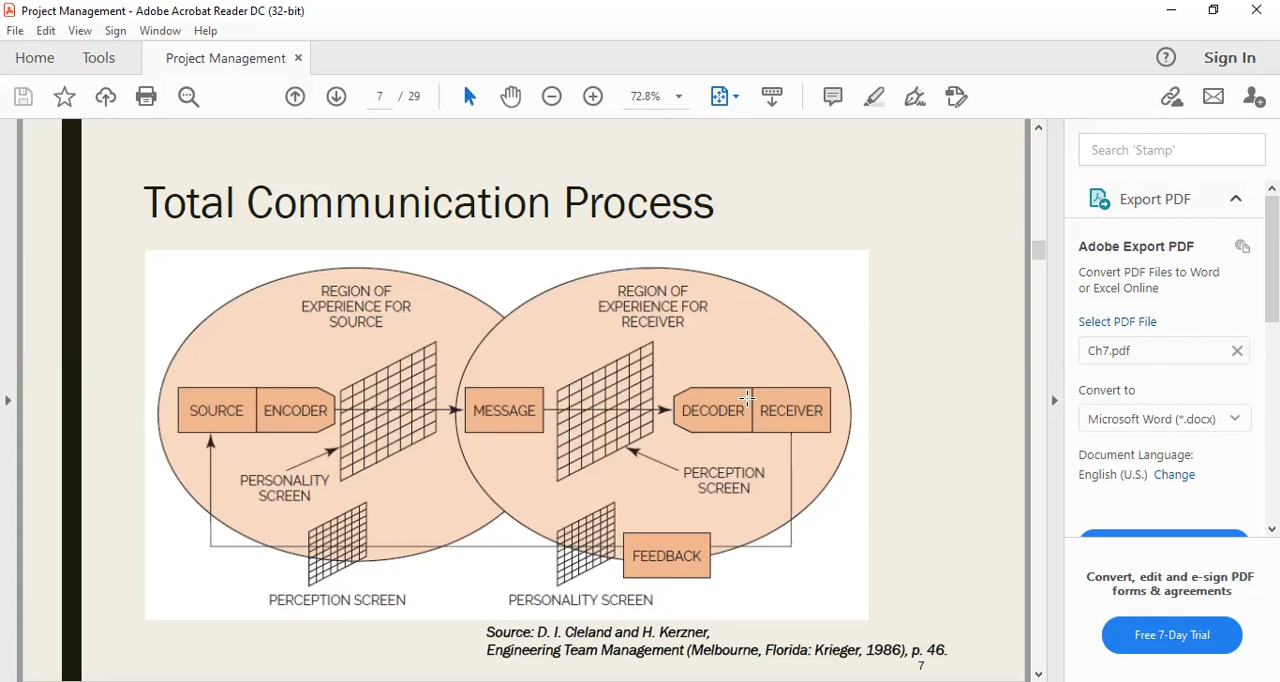 Project Management - Adobe Acrobat Reader DC (32-bit)
File Edit View Sign Window Help
Home Tools Project Management × Sign In
7 / 29 72.8%
Total Communication Process
REGION OF
EXPERIENCE FOR
SOURCE
REGION OF
EXPERIENCE FOR
RECEIVER
SOURCE ENCODER MESSAGE DECODER RECEIVER
PERSONALITY
SCREEN
PERCEPTION
SCREEN
FEEDBACK
PERCEPTION SCREEN PERSONALITY SCREEN
Source: D. I. Cleland and H. Kerzner,
Engineering Team Management (Melbourne, Florida: Krieger, 1986), p. 46.
7
Search 'Stamp'
Export PDF
Adobe Export PDF
Convert PDF Files to Word
or Excel Online
Select PDF File
Ch7.pdf
Convert to
Microsoft Word (*.docx)
Document Language:
English (U.S.) Change
Convert, edit and e-sign PDF
forms & agreements
Free 7-Day Trial